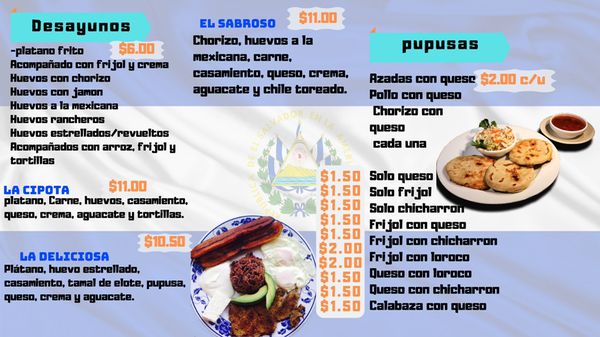 Desayunos
-platano frito $6.00
Acompañado con frijol y crema
Huevos con chorizo
Huevos con jamon
Huevos a la mexicana
Huevos rancheros
Huevos estrellados/revueltos
Acompañados con arroz, frijol y
tortillas
LA CIPOTA $11.00
platano, Carne, huevos, casamiento,
queso, crema, aguacate y tortillas.
LA DELICIOSA $10.50
Plátano, huevo estrellado,
casamiento, tamal de elote, pupusa,
queso, crema y aguacate.
EL SABROSO $11.00
Chorizo, huevos a la
mexicana, carne,
casamiento, queso, crema,
aguacate y chile toreado.
pupusas
Azadas con queso $2.00 c/u
Pollo con queso
Chorizo con
queso
cada una
$1.50 Solo queso
$1.50 Solo frijol
$1.50 Solo chicharron
$1.50 Frijol con queso
$1.50 Frijol con chicharron
$2.00 Frijol con loroco
$2.00 Queso con loroco
$1.50 Queso con chicharron
$1.50 Calabaza con queso
$1.50